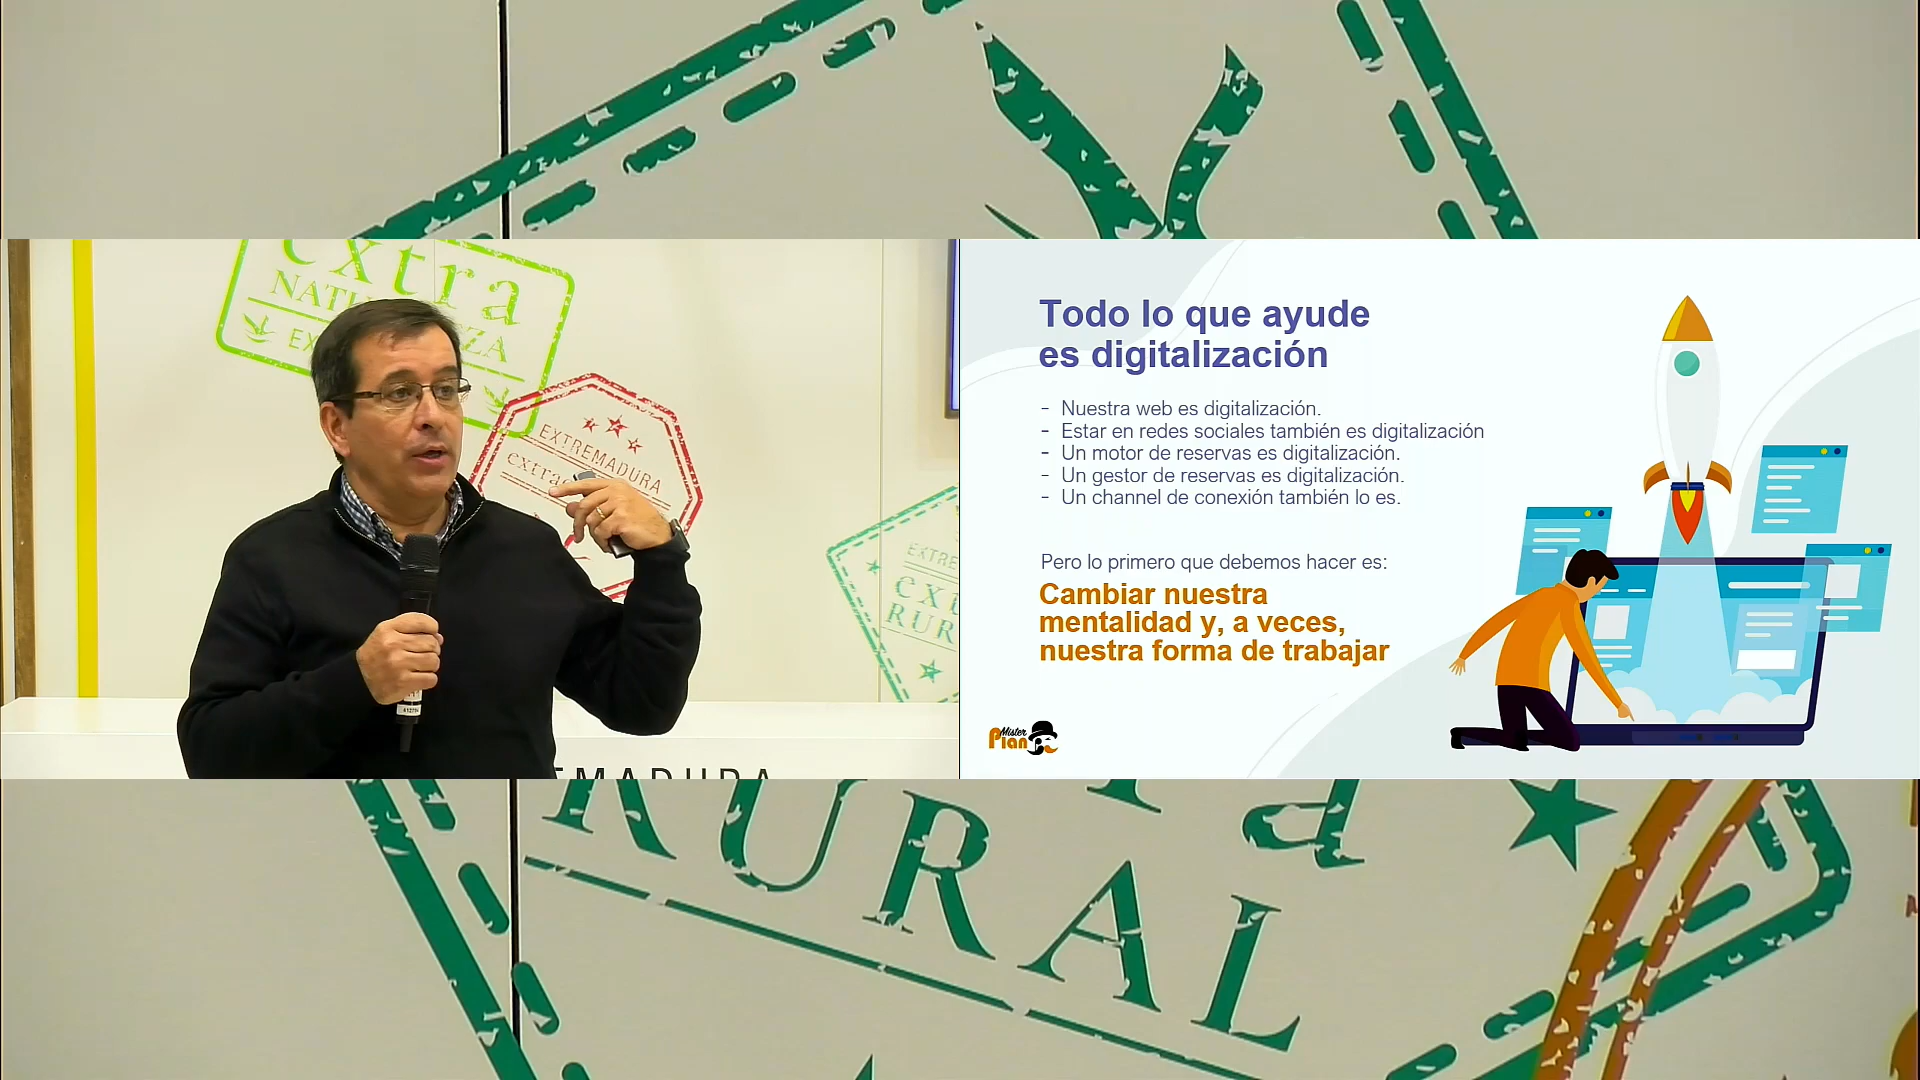 extra
EXTREMADURA
EXTREMADURA
Todo lo que ayude
es digitalización
- Nuestra web es digitalización.
- Estar en redes sociales también es digitalización
- Un motor de reservas es digitalización.
- Un gestor de reservas es digitalización.
- Un channel de conexión también lo es.
Pero lo primero que debemos hacer es:
Cambiar nuestra
mentalidad y, a veces,
nuestra forma de trabajar
Mister
Plan
RURAL